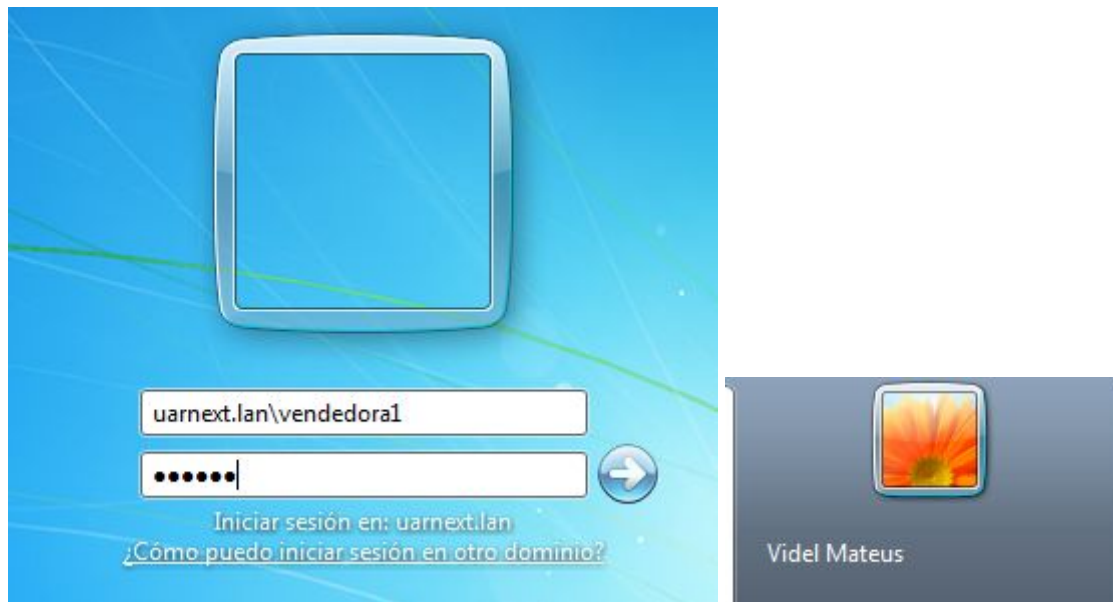 uarnext.lan\vendedora1
••••••
Iniciar sesión en: uarnext.lan
¿Cómo puedo iniciar sesión en otro dominio?
Videl Mateus